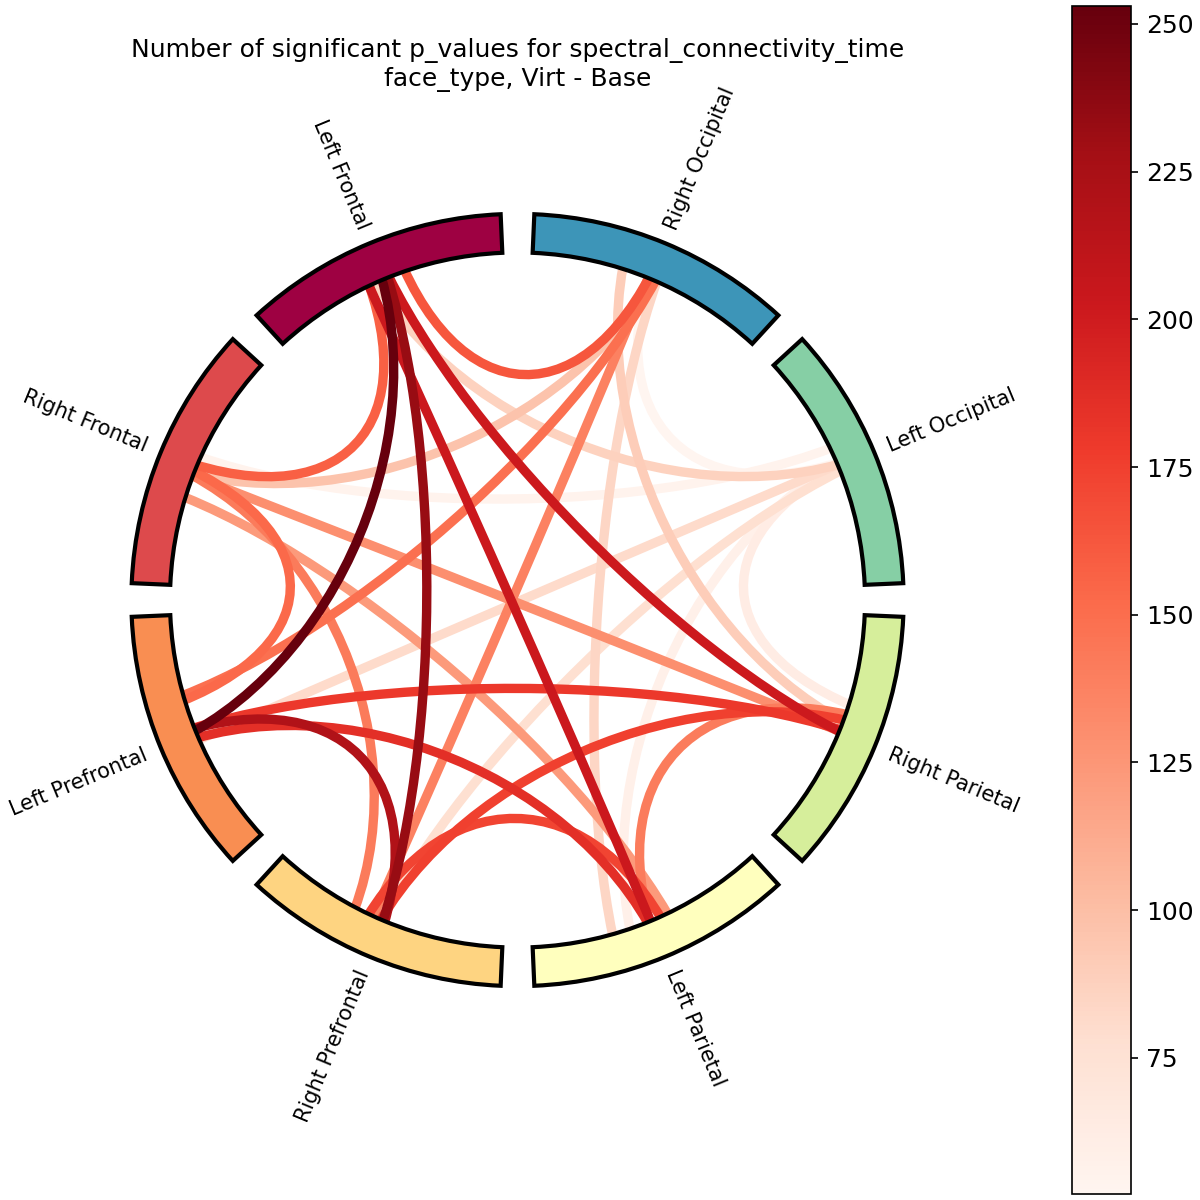 Number of significant p_values for spectral_connectivity_time
face_type, Virt - Base
Left Frontal
Right Occipital
Right Frontal
Left Occipital
Left Prefrontal
Right Parietal
Right Prefrontal
Left Parietal
250
225
200
175
150
125
100
75